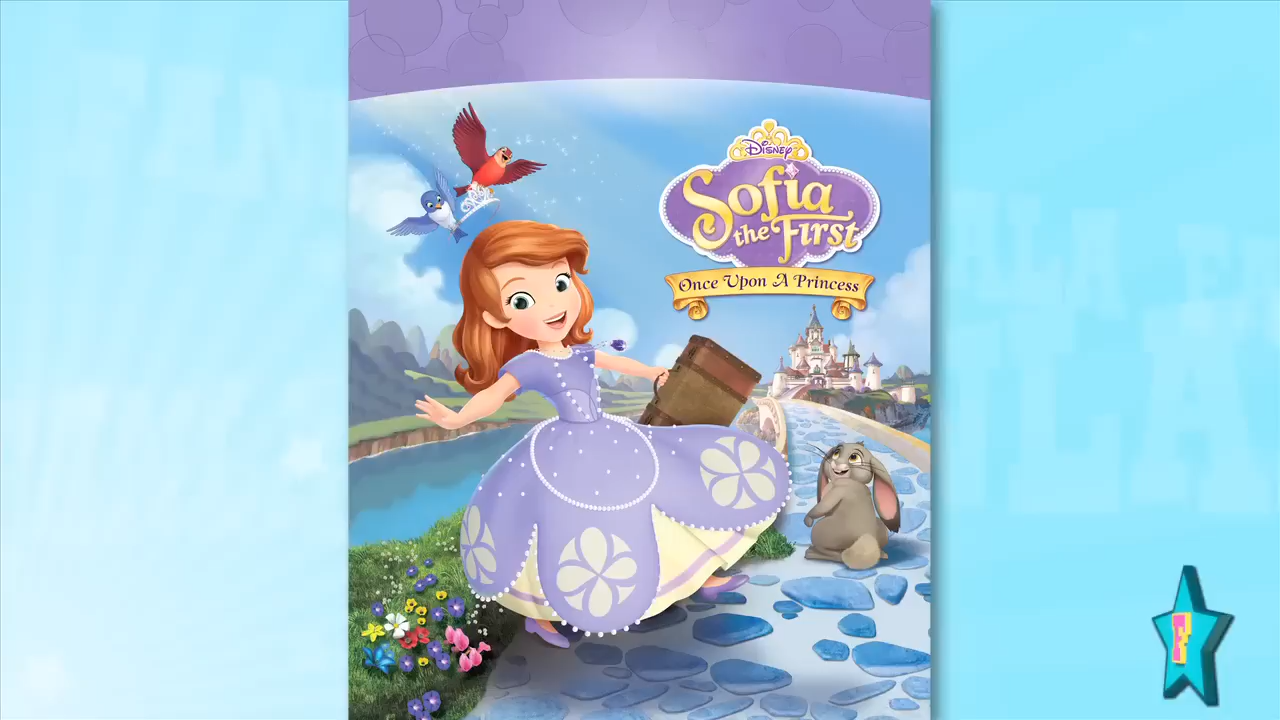 Disney
Sofia
the First
Once Upon A Princess
F